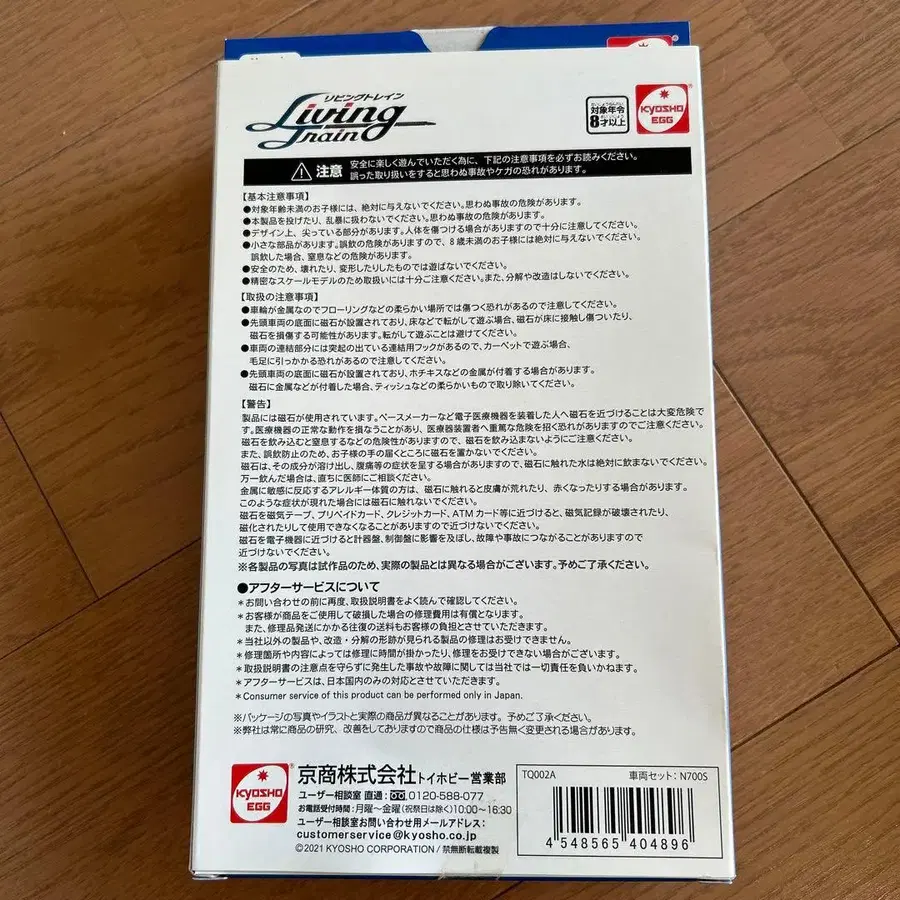 リビングトレイン
Living Train
対象年令
8才以上
KYOSHO
EGG
注意
安全に楽しく遊んでいただく為に、下記の注意事項を必ずお読みください。
誤った取り扱いをすると思わぬ事故やケガの恐れがあります。
【基本注意事項】
●対象年齢未満のお子様には、絶対に与えないでください。思わぬ事故の危険があります。
●本製品を投げたり、乱暴に扱わないでください。思わぬ事故の危険があります。
●デザイン上、尖っている部分があります。人体を傷つける場合がありますので十分に注意してください。
●小さな部品があります。誤飲の危険がありますので、8歳未満のお子様には絶対に与えないでください。
誤飲した場合、窒息などの危険があります。
●安全のため、壊れたり、変形したりしたものでは遊ばないでください。
●精密なスケールモデルのため取扱いには十分ご注意ください。また、分解や改造はしないでください。
【取扱の注意事項】
●車輪が金属なのでフローリングなどの柔らかい場所では傷つく恐れがあるので注意してください。
●先頭車両の底面に磁石が設置されており、床などで転がして遊ぶ場合、磁石が床に接触し傷ついたり、
磁石を損傷する可能性があります。転がして遊ぶことは避けてください。
●車両の連結部分には突起の出ている連結用フックがあるので、カーペットで遊ぶ場合、
毛足に引っかかる恐れがあるので注意してください。
●先頭車両の底面に磁石が設置されており、ホチキスなどの金属が付着する場合があります。
磁石に金属などが付着した場合、ティッシュなどの柔らかいもので取り除いてください。
【警告】
製品には磁石が使用されています。ペースメーカーなど電子医療機器を装着した人へ磁石を近づけることは大変危険で
す。医療機器の正常な動作を損なうことがあり、医療器装置者へ重篤な危険を招く恐れがありますのでご注意ください。
磁石を飲み込むと窒息するなどの危険性がありますので、磁石を飲み込まないようにご注意ください。
また、誤飲防止のため、お子様の手の届くところに磁石を置かないでください。
磁石は、その成分が溶け出し、腹痛等の症状を呈する場合がありますので、磁石に触れた水は絶対に飲まないでください。
万一飲んだ場合は、直ちに医師にご相談ください。
金属に敏感に反応するアレルギー体質の方は、磁石に触れると皮膚が荒れたり、赤くなったりする場合があります。
このような症状が現れた場合には磁石に触れないでください。
磁石を磁気テープ、プリペイドカード、クレジットカード、ATMカード等に近づけると、磁気記録が破壊されたり、
磁化されたりして使用できなくなることがありますので近づけないでください。
磁石を電子機器に近づけると計器盤、制御盤に影響を及ぼし、故障や事故につながることがありますので
近づけないでください。
※各製品の写真は試作品のため、実際の製品とは異なる場合がございます。予めご了承ください。
●アフターサービスについて
＊お問い合わせの前に再度、取扱説明書をよく読んで確認してください。
＊お客様が商品をご使用して破損した場合の修理費用は有償となります。
また、修理品発送にかかる往復の送料もお客様の負担とさせていただきます。
＊当社以外の製品や、改造・分解の形跡が見られる製品の修理はお受けできません。
＊修理箇所や内容によっては修理に時間が掛かったり、修理をお受けできない場合がございます。
＊取扱説明書の注意点を守らずに発生した事故や故障に関しては当社では一切責任を負いかねます。
＊アフターサービスは、日本国内のみの対応とさせていただきます。
＊Consumer service of this product can be performed only in Japan.
※パッケージの写真やイラストと実際の商品が異なることがあります。予めご了承ください。
※弊社は常に商品の研究、改善をしておりますので商品の仕様は予告無く変更される場合があります。
KYOSHO
EGG
京商株式会社トイホビー営業部
ユーザー相談室 直通：0120-588-077
お電話受付時間：月曜〜金曜(祝祭日は除く)10:00〜16:30
ユーザー相談室お問い合わせ用メールアドレス：
customerservice@kyosho.co.jp
©2021 KYOSHO CORPORATION / 禁無断転載複製
TQ002A 車両セット：N700S
4 548565 404896